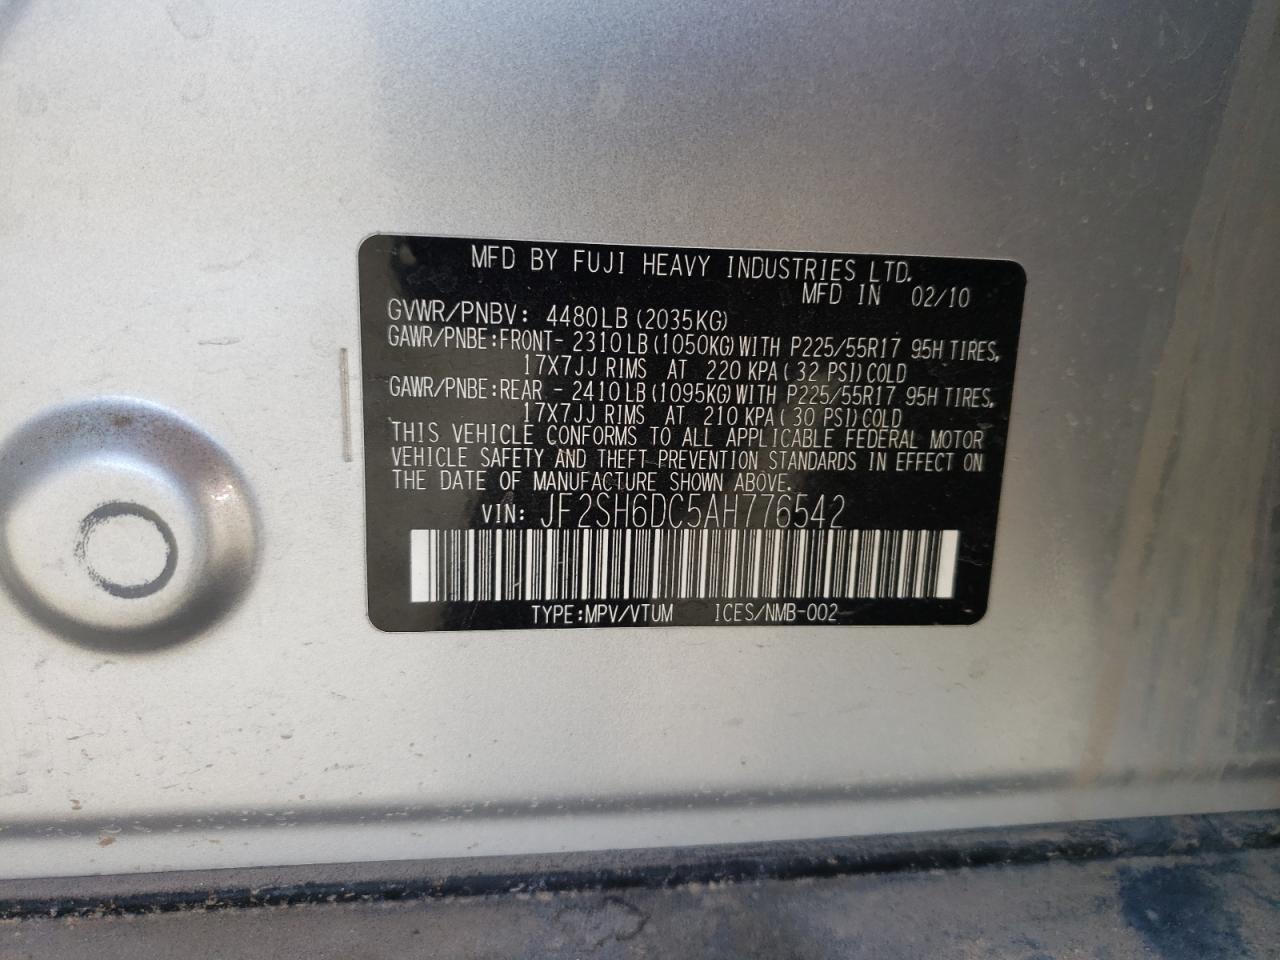 MFD BY FUJI HEAVY INDUSTRIES LTD.
MFD IN 02/10
GVWR/PNBV: 4480LB (2035KG)
GAWR/PNBE:FRONT- 2310LB (1050KG) WITH P225/55R17 95H TIRES,
17X7JJ RIMS AT 220 KPA ( 32 PSI) COLD
GAWR/PNBE:REAR - 2410LB (1095KG) WITH P225/55R17 95H TIRES,
17X7JJ RIMS AT 210 KPA ( 30 PSI) COLD
THIS VEHICLE CONFORMS TO ALL APPLICABLE FEDERAL MOTOR
VEHICLE SAFETY AND THEFT PREVENTION STANDARDS IN EFFECT ON
THE DATE OF MANUFACTURE SHOWN ABOVE.
VIN: JF2SH6DC5AH776542
TYPE:MPV/VTUM ICES/NMB-002